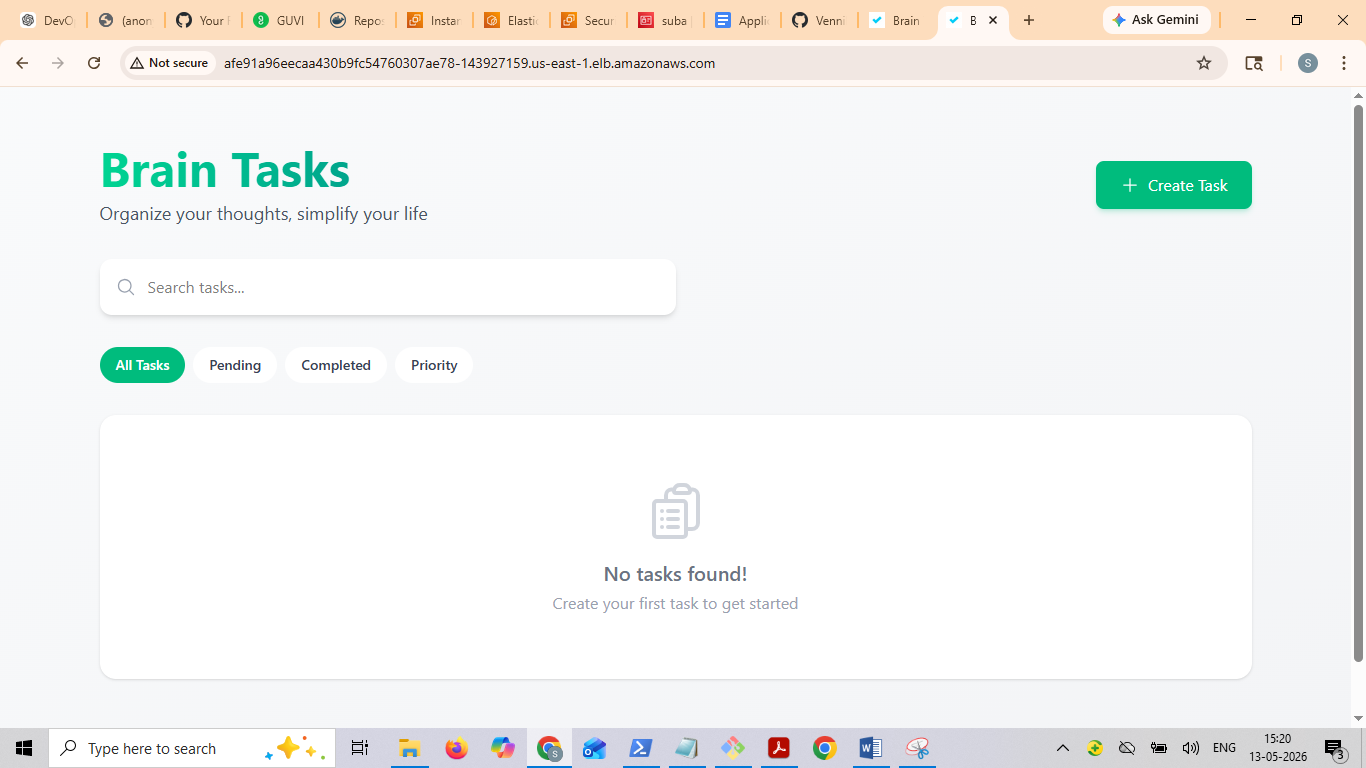 DevO
(anon
Your F
GUVI
Repos
Instar
Elastic
Secur
suba |
Applic
Venni
Brain
B
Ask Gemini
Not secure
afe91a96eecaa430b9fc54760307ae78-143927159.us-east-1.elb.amazonaws.com
S
Brain Tasks
Organize your thoughts, simplify your life
+ Create Task
Search tasks...
All Tasks
Pending
Completed
Priority
No tasks found!
Create your first task to get started
Type here to search
ENG
15:20
13-05-2026
3